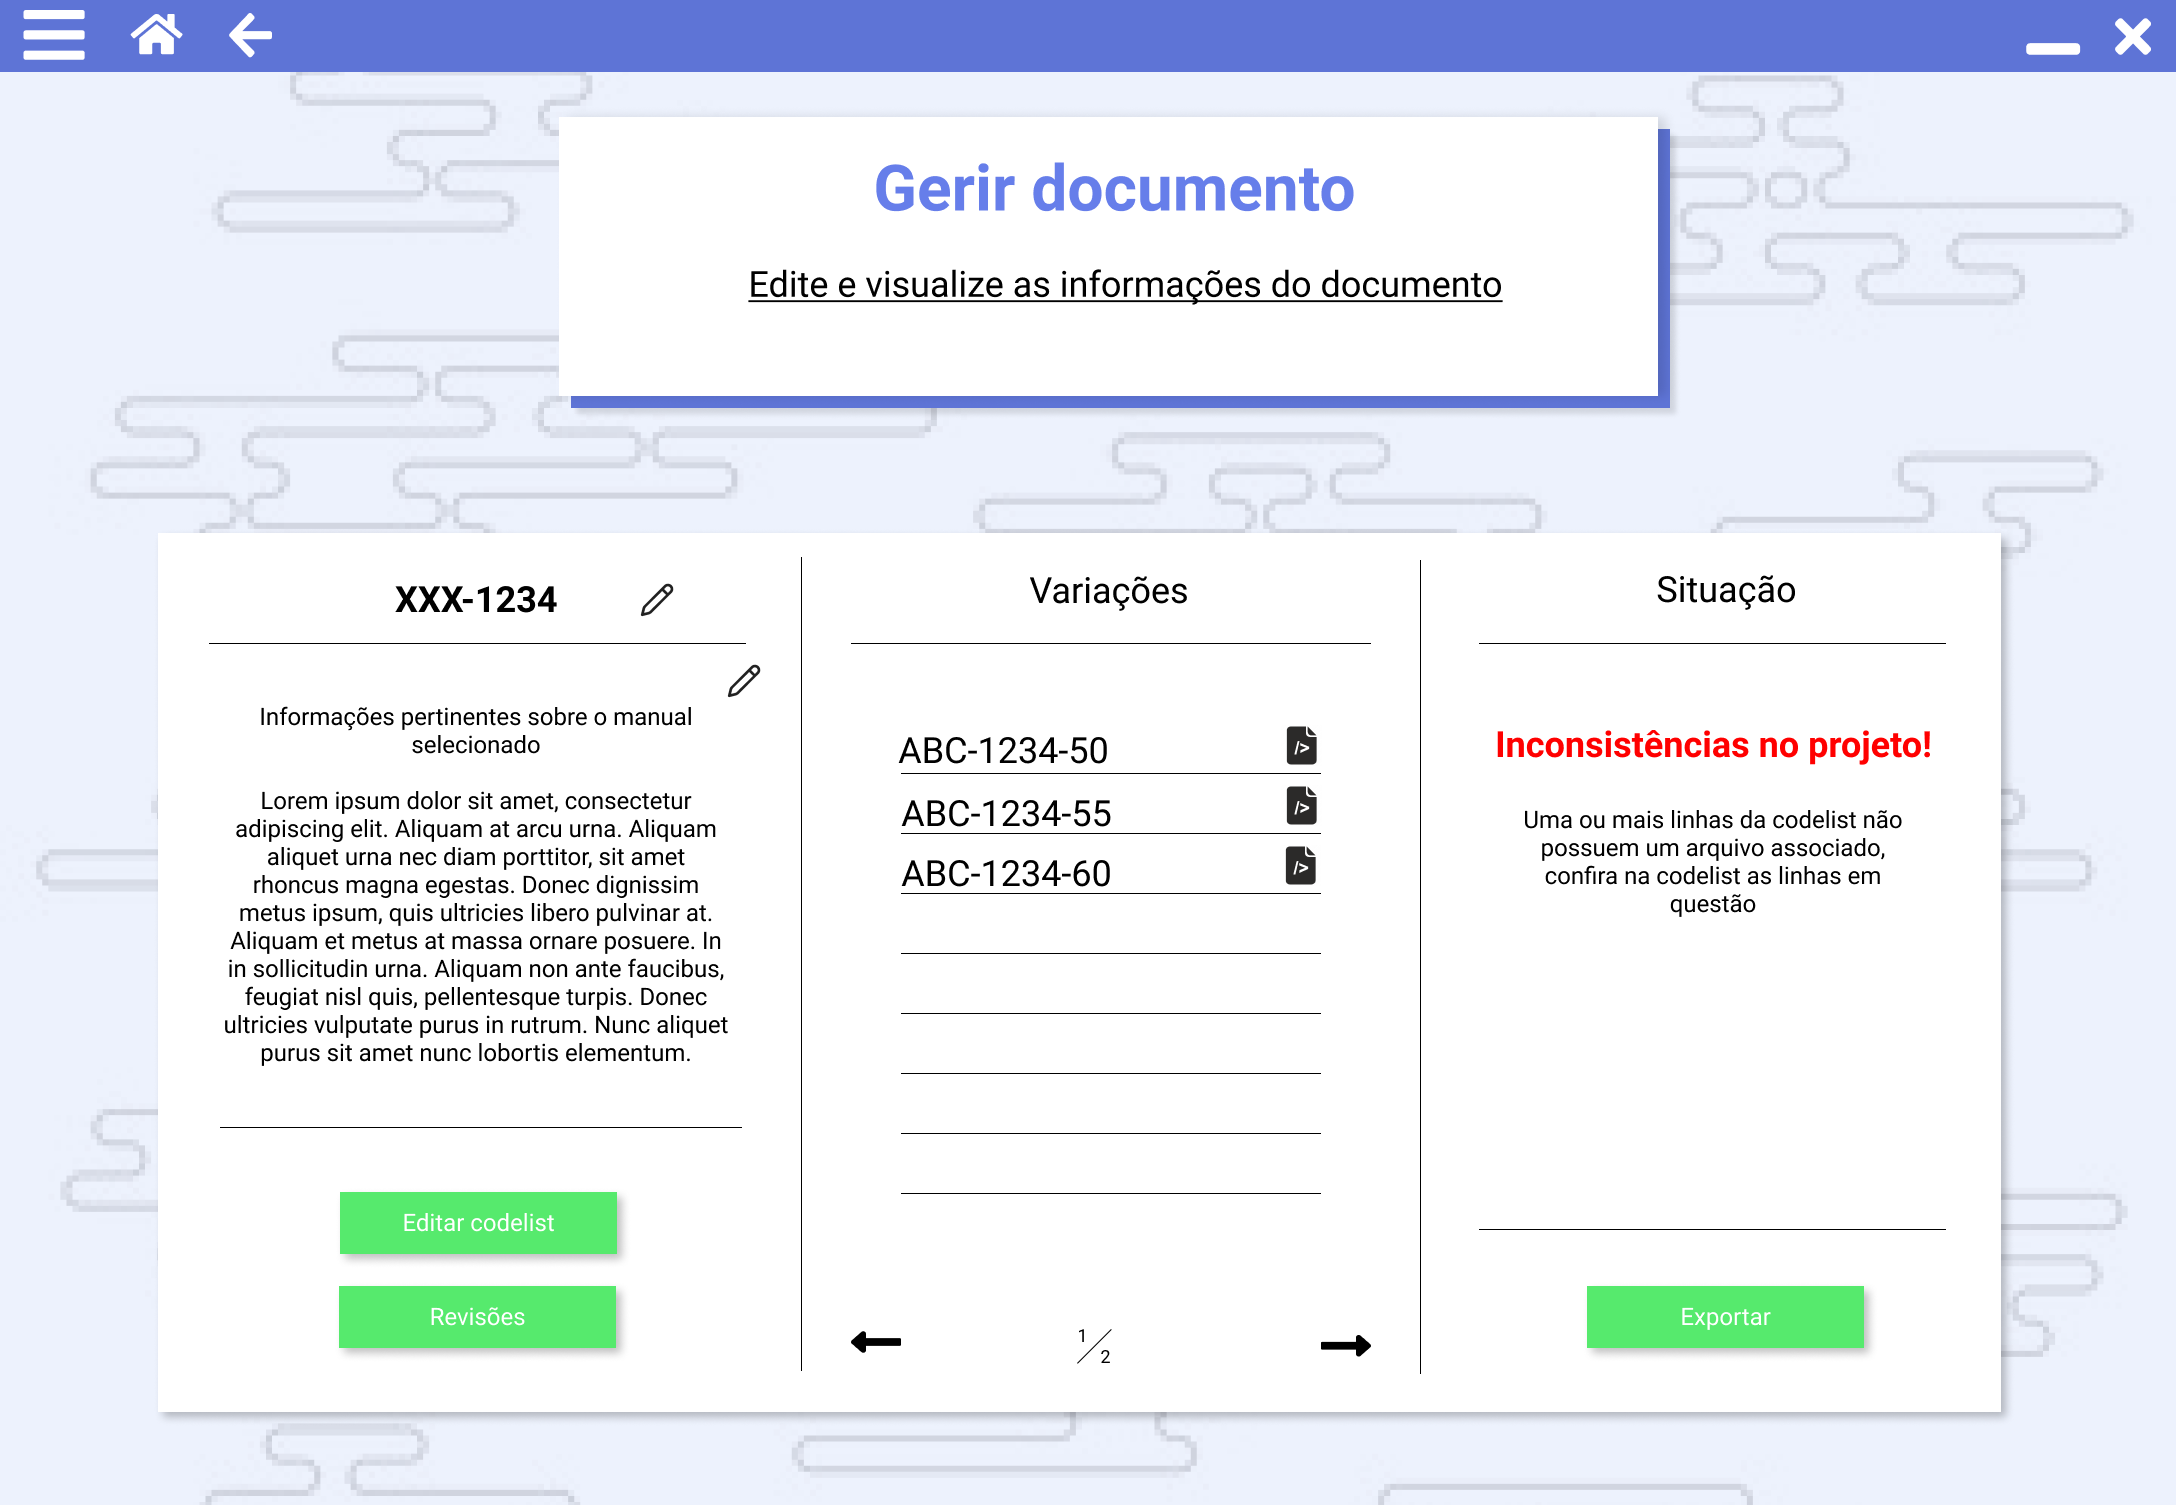 Gerir documento
Edite e visualize as informações do documento
XXX-1234
Informações pertinentes sobre o manual
selecionado
Lorem ipsum dolor sit amet, consectetur
adipiscing elit. Aliquam at arcu urna. Aliquam
aliquet urna nec diam porttitor, sit amet
rhoncus magna egestas. Donec dignissim
metus ipsum, quis ultricies libero pulvinar at.
Aliquam et metus at massa ornare posuere. In
in sollicitudin urna. Aliquam non ante faucibus,
feugiat nisl quis, pellentesque turpis. Donec
ultricies vulputate purus in rutrum. Nunc aliquet
purus sit amet nunc lobortis elementum.
Editar codelist
Revisões
Variações
ABC-1234-50
ABC-1234-55
ABC-1234-60
1/2
Situação
Inconsistências no projeto!
Uma ou mais linhas da codelist não
possuem um arquivo associado,
confira na codelist as linhas em
questão
Exportar